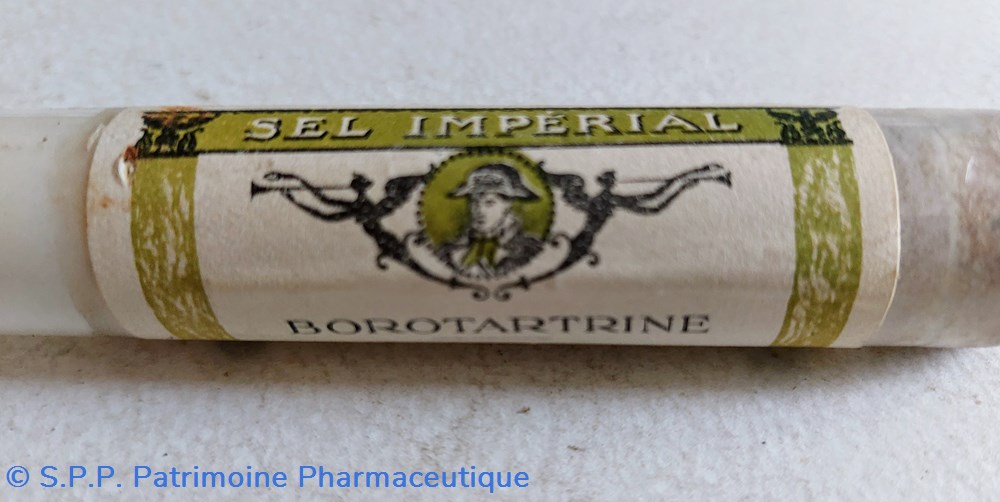 SEL IMPÉRIAL
BOROTARTRINE
© S.P.P. Patrimoine Pharmaceutique